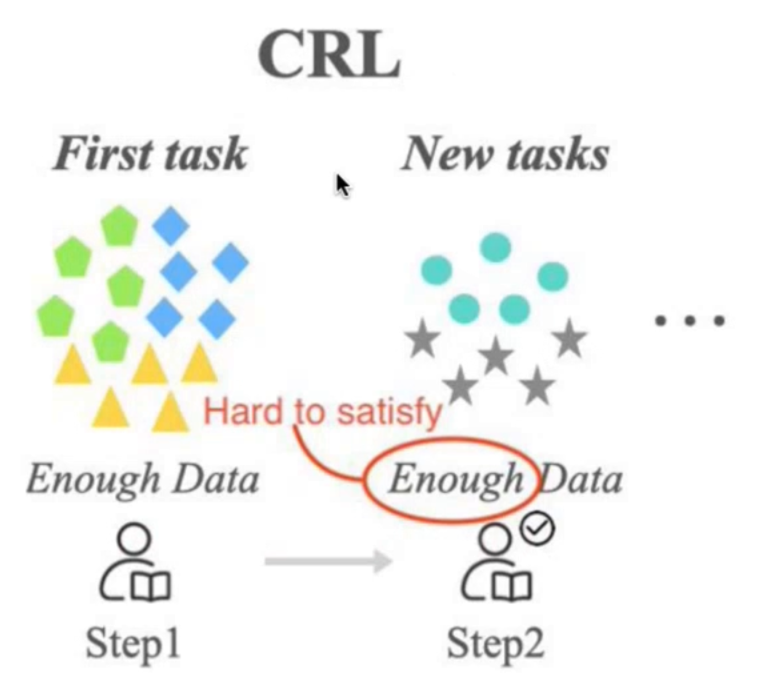 CRL
First task
New tasks
Hard to satisfy
Enough Data
Enough Data
Step1
Step2